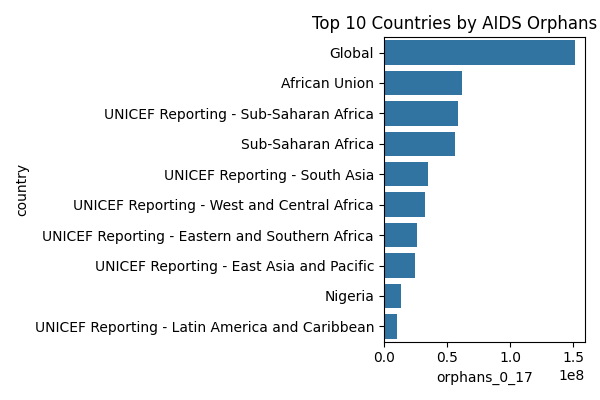 Top 10 Countries by AIDS Orphans
country
Global
African Union
UNICEF Reporting - Sub-Saharan Africa
Sub-Saharan Africa
UNICEF Reporting - South Asia
UNICEF Reporting - West and Central Africa
UNICEF Reporting - Eastern and Southern Africa
UNICEF Reporting - East Asia and Pacific
Nigeria
UNICEF Reporting - Latin America and Caribbean
0.0 0.5 1.0 1.5
1e8
orphans_0_17